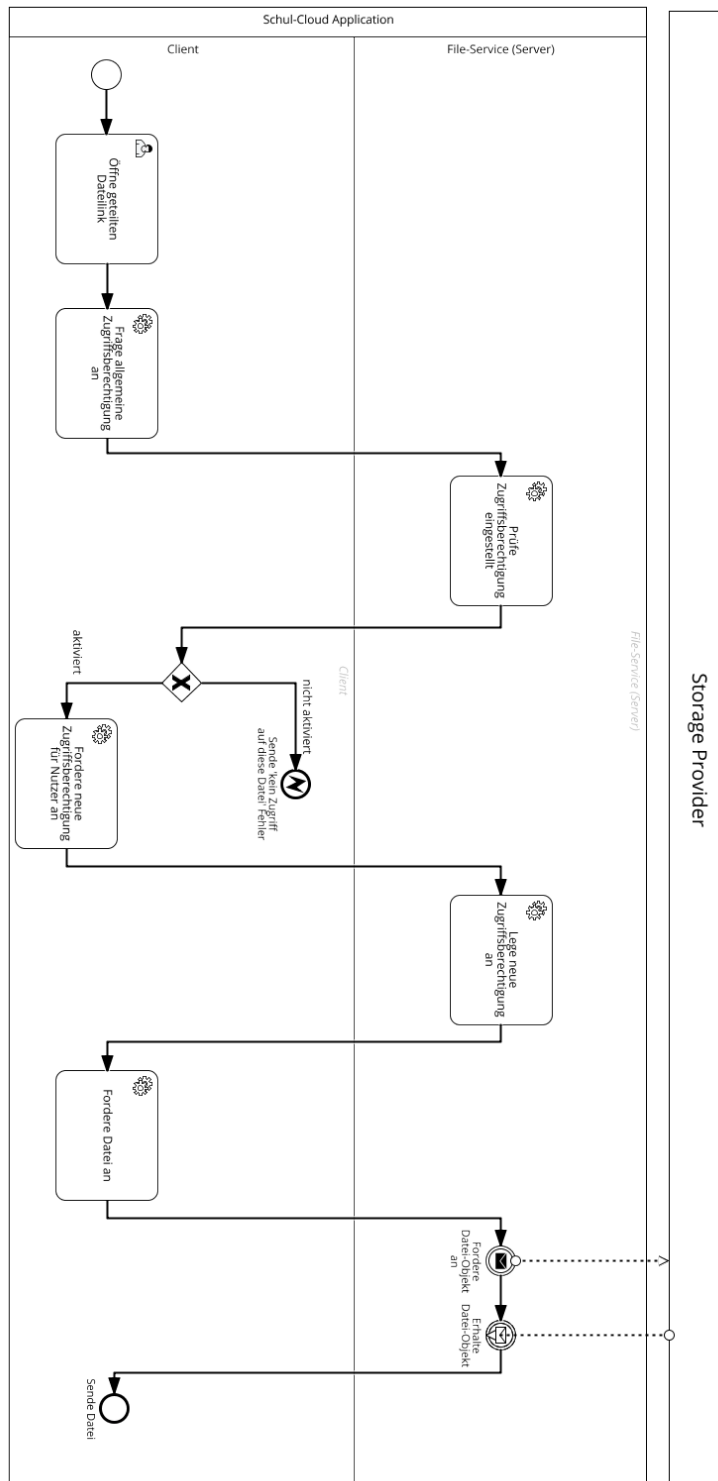 Schul-Cloud Application
Client
File-Service (Server)
Storage Provider
Öffne geteilten
Dateilink
Frage allgemeine
Zugriffsberechtigung
an
Prüfe
Zugriffsberechtigung
eingestellt
File-Service (Server)
Client
aktiviert
nicht aktiviert
Sende 'kein Zugriff
auf diese Datei' Fehler
Fordere neue
Zugriffsberechtigung
für Nutzer an
Lege neue
Zugriffsberechtigung
an
Fordere Datei an
Fordere
Datei-Objekt
an
Erhalte
Datei-Objekt
Sende Datei